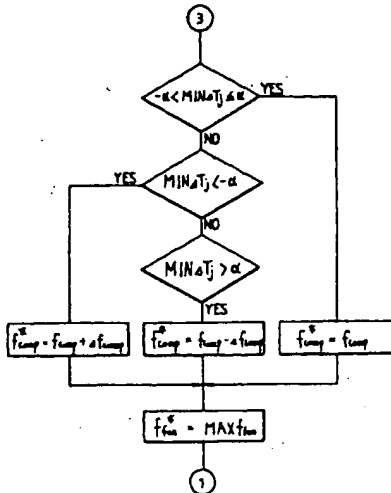 3
-α < MINΔTj ≤ α
YES
NO
YES
MINΔTj < -α
NO
MINΔTj > α
YES
f*comp = fcomp + Δfcomp
f*comp = fcomp - Δfcomp
f*comp = fcomp
f*fan = MAXffan
1